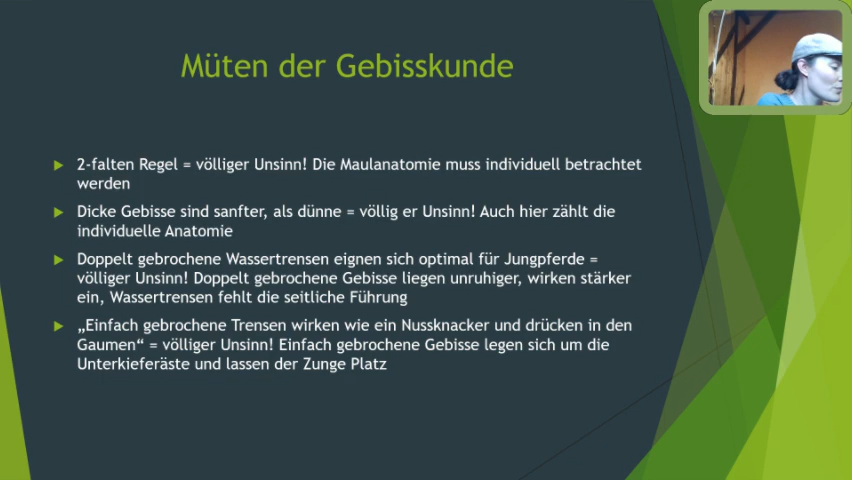 Müten der Gebisskunde
2-falten Regel = völliger Unsinn! Die Maulanatomie muss individuell betrachtet
werden
Dicke Gebisse sind sanfter, als dünne = völlig er Unsinn! Auch hier zählt die
individuelle Anatomie
Doppelt gebrochene Wassertrensen eignen sich optimal für Jungpferde =
völliger Unsinn! Doppelt gebrochene Gebisse liegen unruhiger, wirken stärker
ein, Wassertrensen fehlt die seitliche Führung
„Einfach gebrochene Trensen wirken wie ein Nussknacker und drücken in den
Gaumen“ = völliger Unsinn! Einfach gebrochene Gebisse legen sich um die
Unterkieferäste und lassen der Zunge Platz